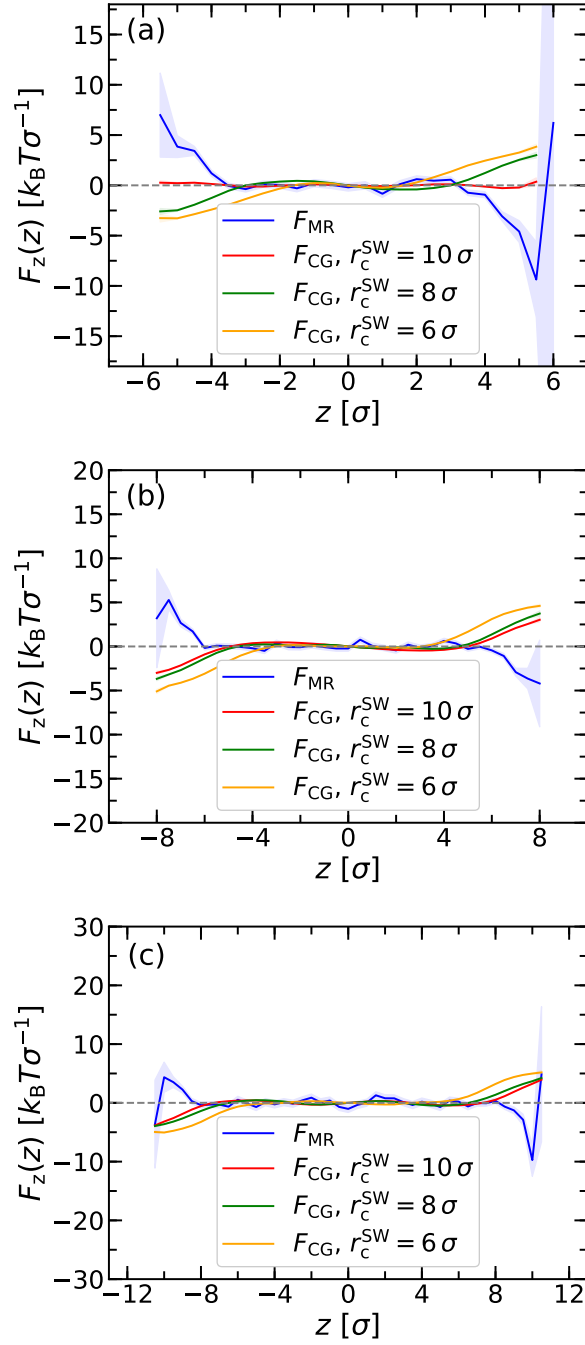 (a)
15
10
5
0
−5
−10
−15
F_z(z) [k_BTσ⁻¹]
F_MR
F_CG, r_c^SW = 10 σ
F_CG, r_c^SW = 8 σ
F_CG, r_c^SW = 6 σ
−6 −4 −2 0 2 4 6
z [σ]
(b)
20
15
10
5
0
−5
−10
−15
−20
F_z(z) [k_BTσ⁻¹]
F_MR
F_CG, r_c^SW = 10 σ
F_CG, r_c^SW = 8 σ
F_CG, r_c^SW = 6 σ
−8 −4 0 4 8
z [σ]
(c)
30
20
10
0
−10
−20
−30
F_z(z) [k_BTσ⁻¹]
F_MR
F_CG, r_c^SW = 10 σ
F_CG, r_c^SW = 8 σ
F_CG, r_c^SW = 6 σ
−12 −8 −4 0 4 8 12
z [σ]